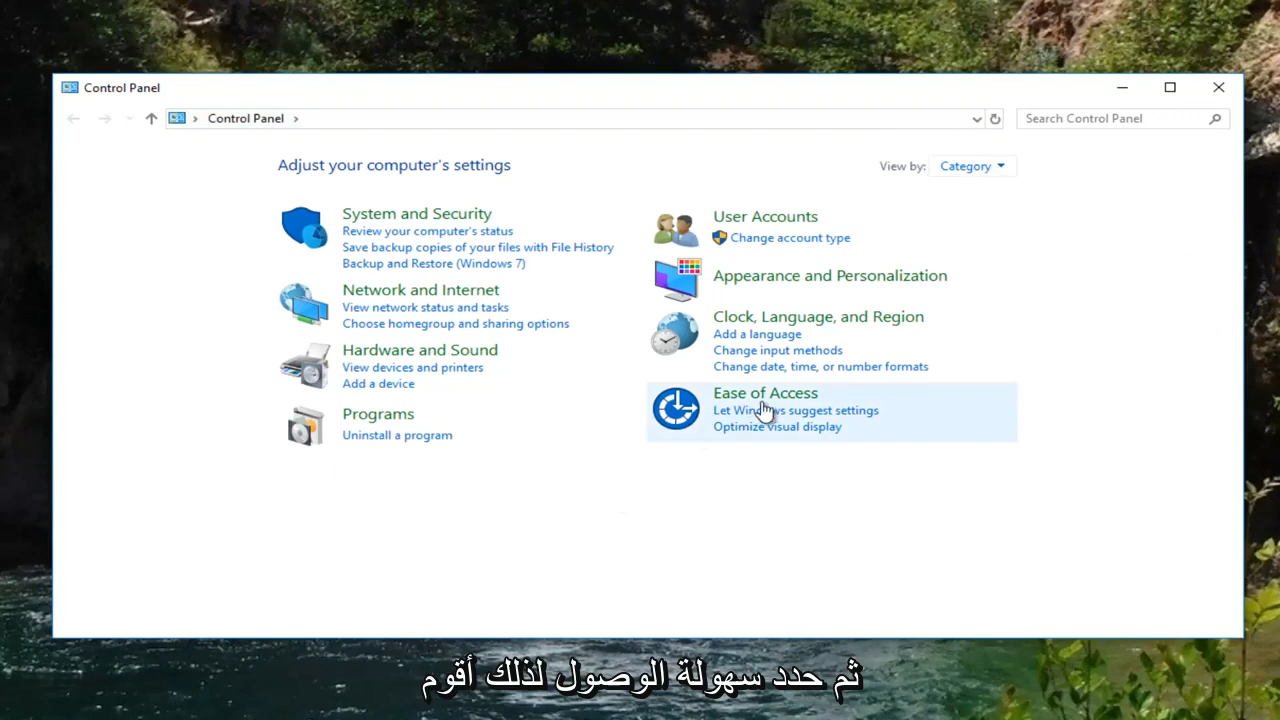 Control Panel
Control Panel
Search Control Panel
Adjust your computer's settings
View by: Category
System and Security
Review your computer's status
Save backup copies of your files with File History
Backup and Restore (Windows 7)
Network and Internet
View network status and tasks
Choose homegroup and sharing options
Hardware and Sound
View devices and printers
Add a device
Programs
Uninstall a program
User Accounts
Change account type
Appearance and Personalization
Clock, Language, and Region
Add a language
Change input methods
Change date, time, or number formats
Ease of Access
Let Windows suggest settings
Optimize visual display
ثم حدد سهولة الوصول لذلك أقوم